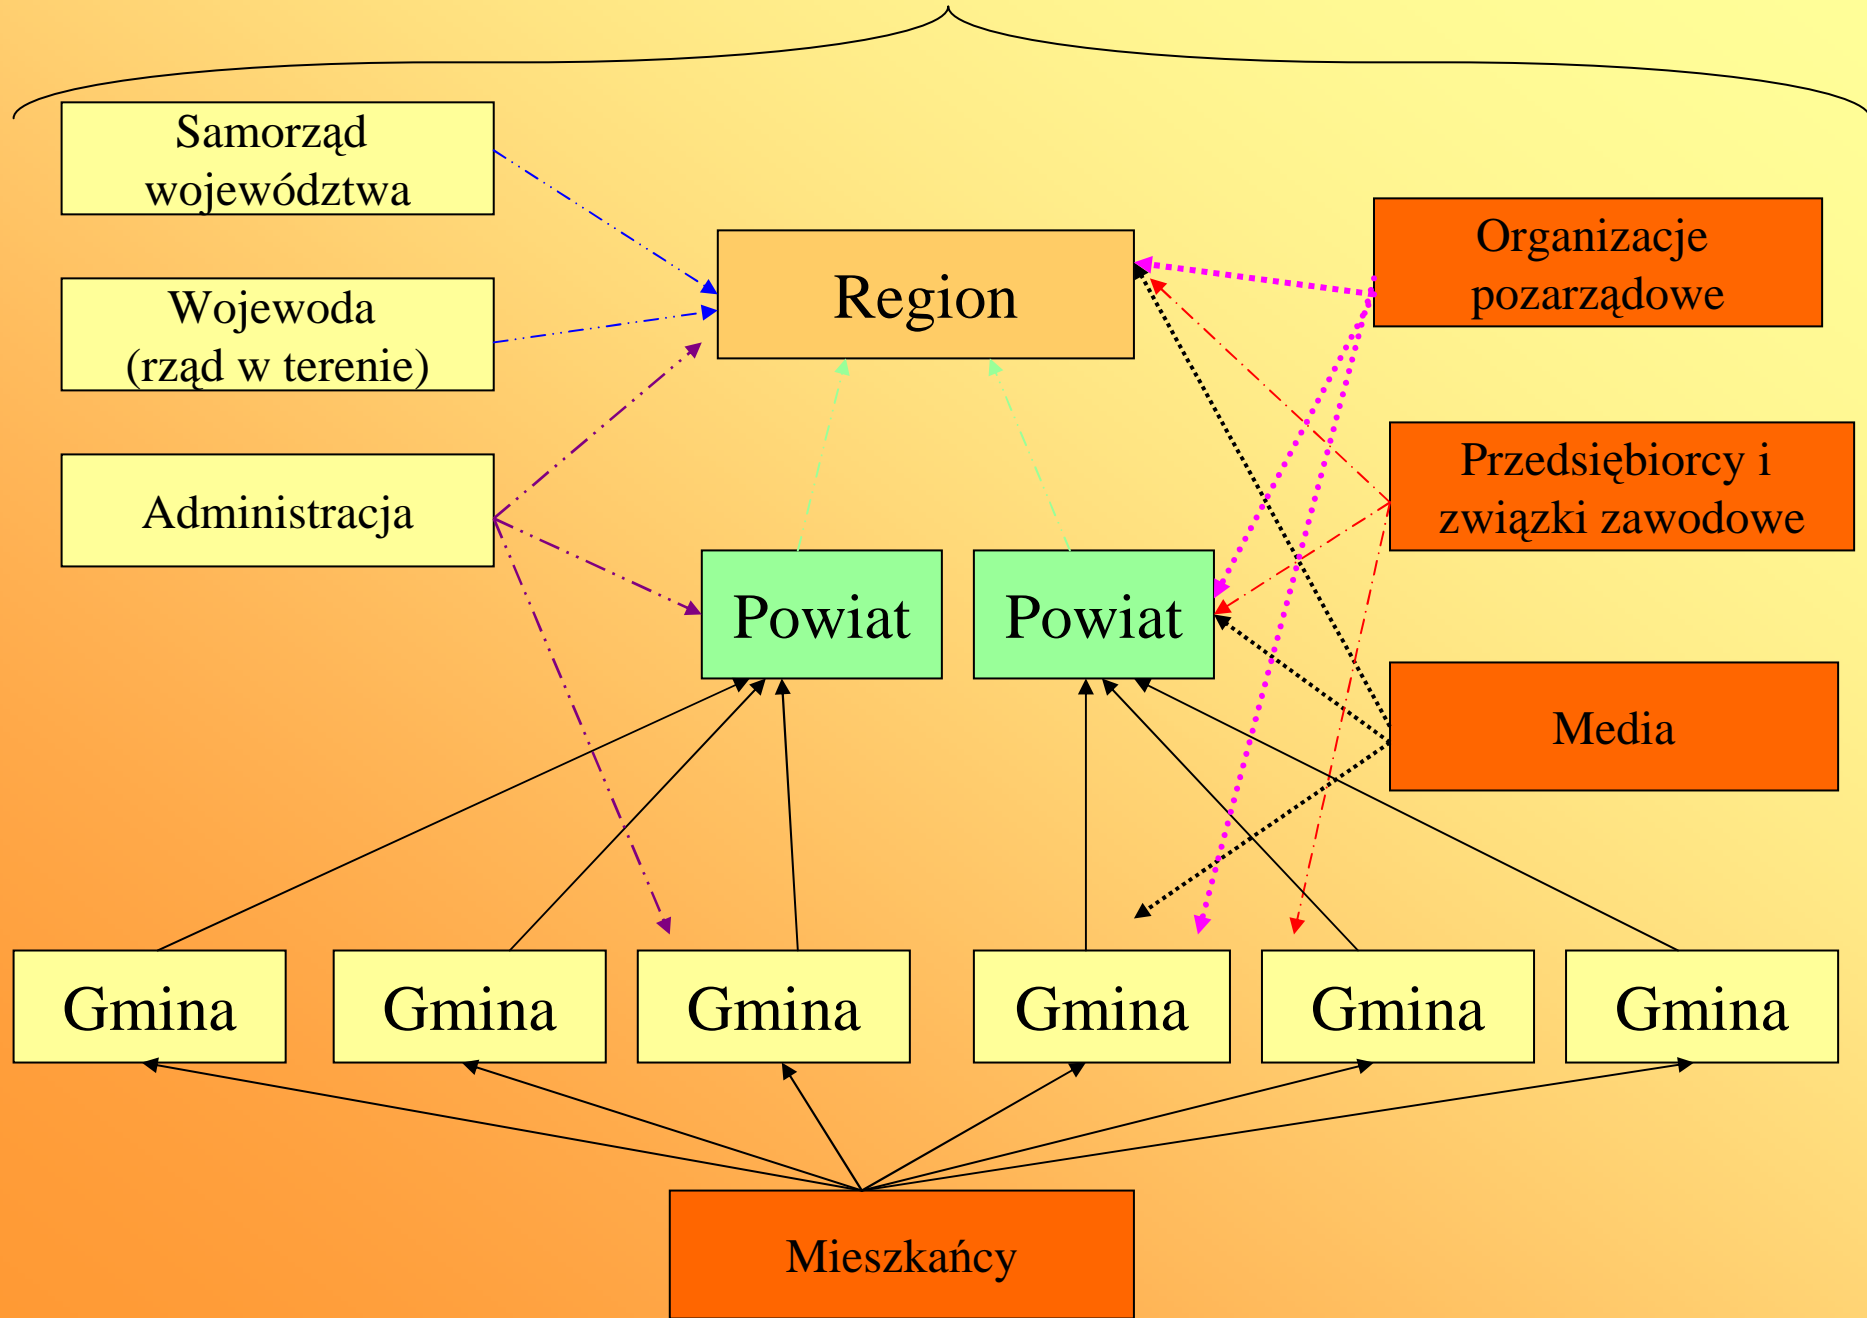 Samorząd
województwa
Wojewoda
(rząd w terenie)
Administracja
Region
Organizacje
pozarządowe
Przedsiębiorcy i
związki zawodowe
Powiat
Powiat
Media
Gmina
Gmina
Gmina
Gmina
Gmina
Gmina
Mieszkańcy